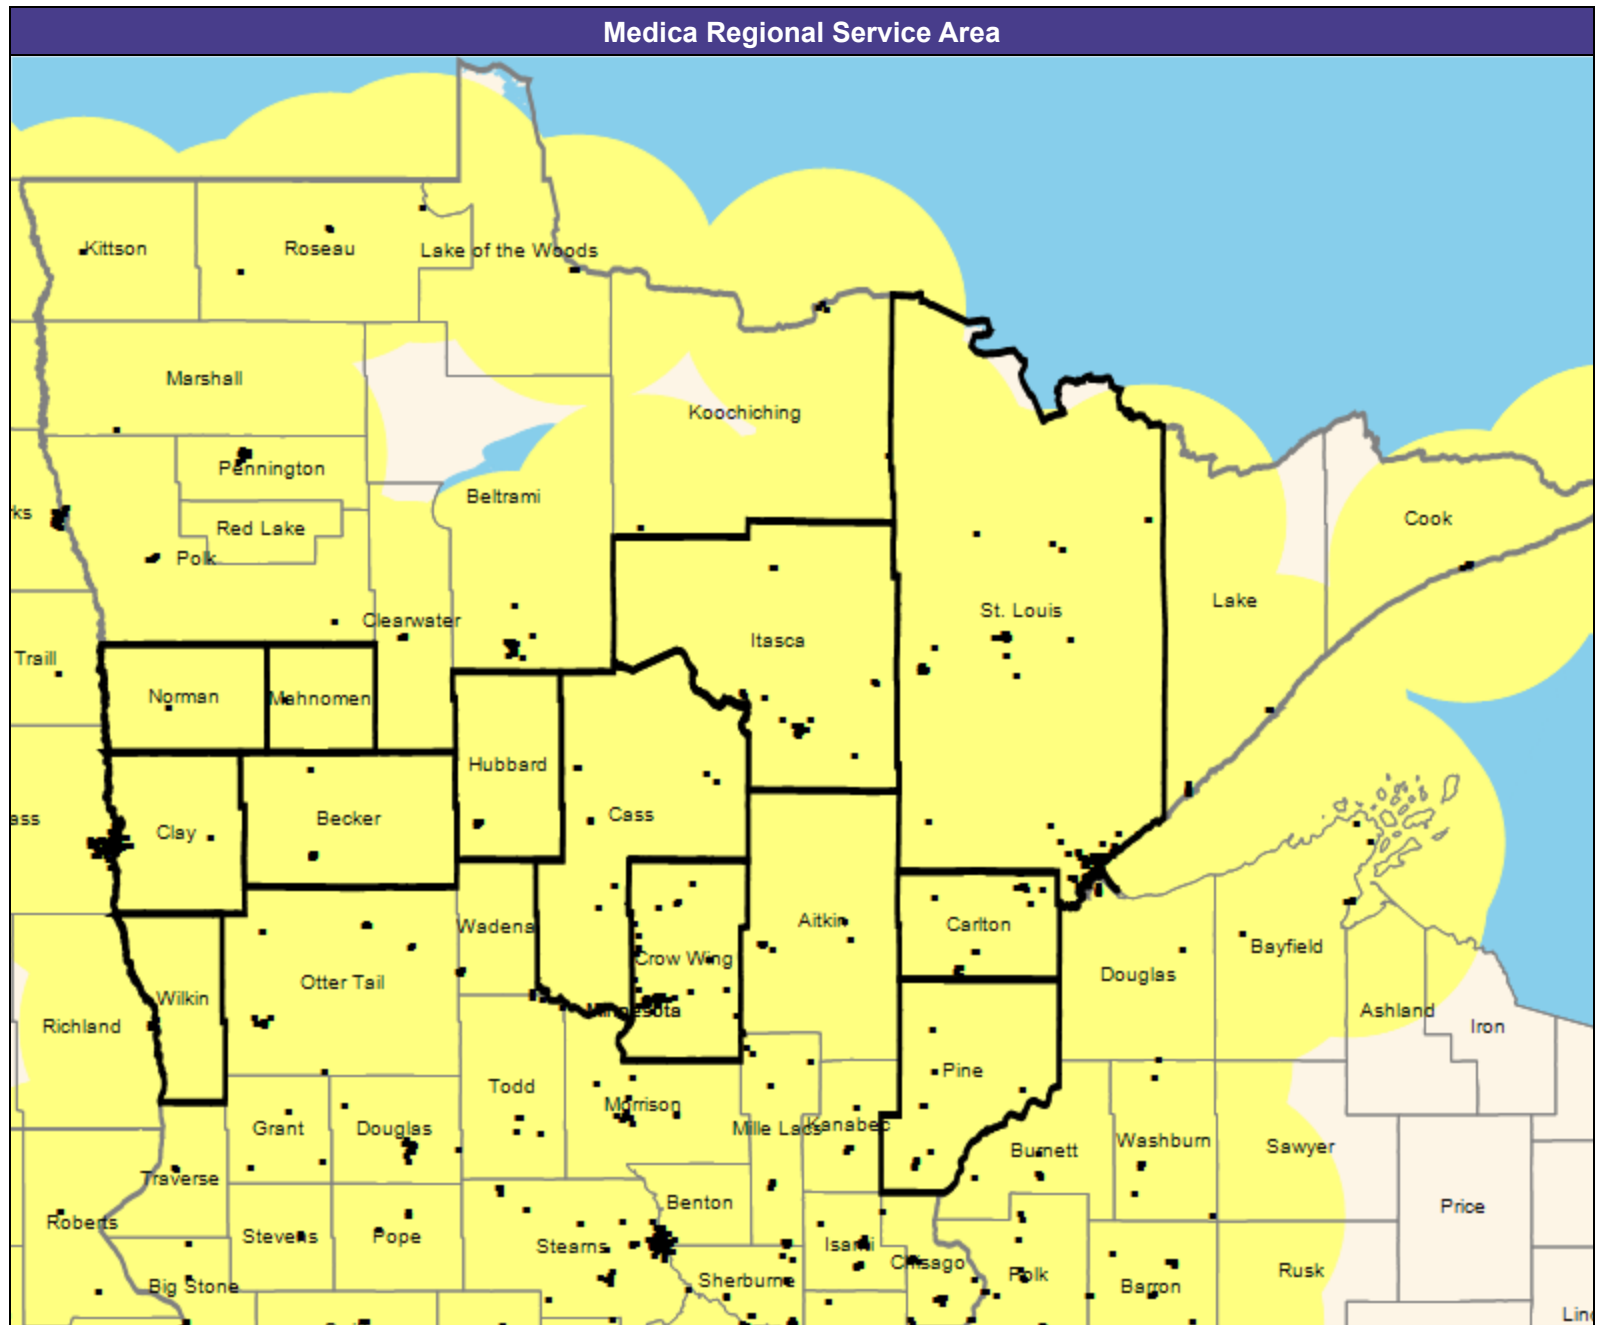 Medica Regional Service Area
Kittson
Roseau
Lake of the Woods
Marshall
Koochiching
Pennington
Beltrami
ks
Red Lake
Cook
Polk
Clearwater
St. Louis
Lake
Itasca
Traill
Norman
Mahnomen
Hubbard
Cass
ass
Clay
Becker
Wadena
Aitkin
Carlton
Crow Wing
Bayfield
Otter Tail
Douglas
Wilkin
Minnesota
Richland
Ashland
Iron
Pine
Todd
Morrison
Grant
Douglas
Mille Lacs
Kanabec
Burnett
Washburn
Sawyer
Traverse
Benton
Price
Roberts
Stevens
Pope
Stearns
Isanti
Chisago
Sherburne
Polk
Barron
Rusk
Big Stone
Lin